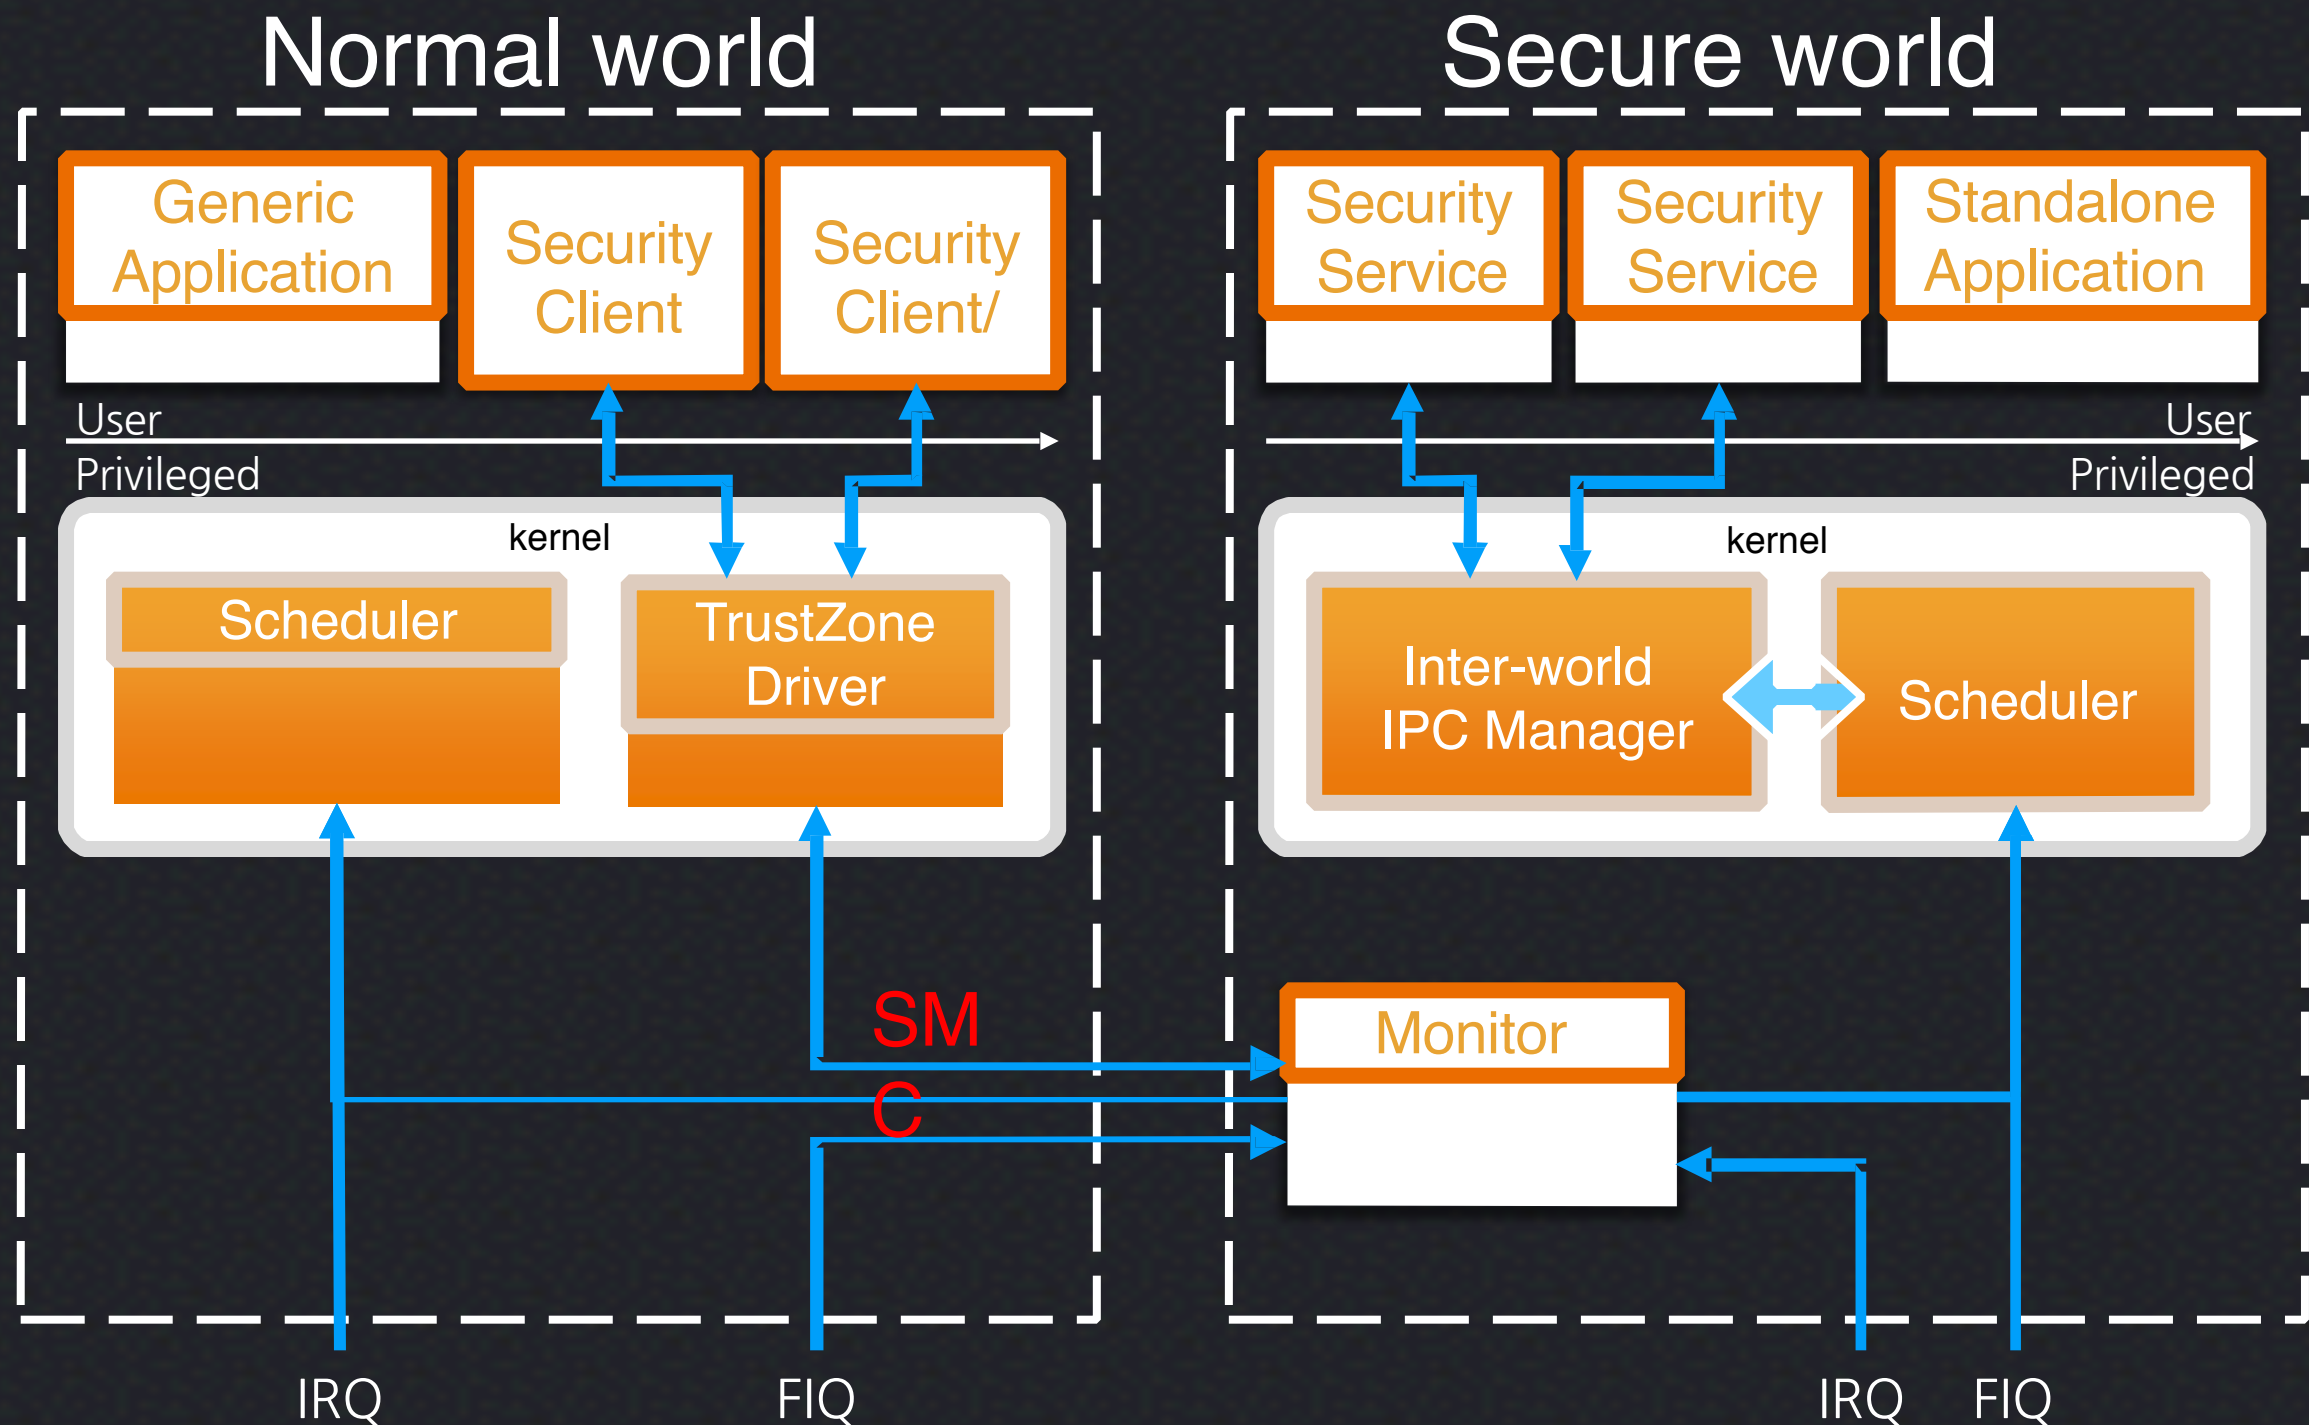 Normal world
Secure world
Generic
Application
Security
Client
Security
Client/
Security
Service
Security
Service
Standalone
Application
User
Privileged
User
Privileged
kernel
kernel
Scheduler
TrustZone
Driver
Inter-world
IPC Manager
Scheduler
SM
C
Monitor
IRQ
FIQ
IRQ
FIQ